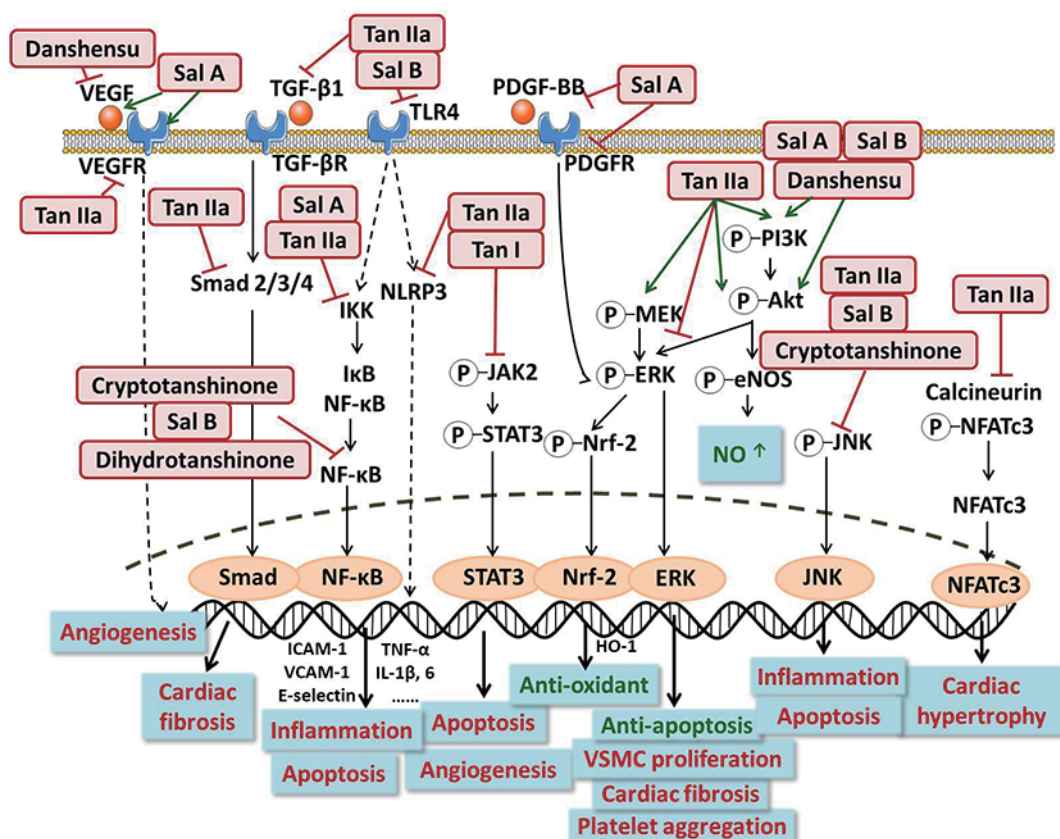 Danshensu
VEGF
Sal A
VEGFR
Tan IIa
TGF-β1
Tan IIa
Sal B
TLR4
TGF-βR
PDGF-BB
Sal A
PDGFR
Sal A
Sal B
Tan IIa
Danshensu
Tan IIa
Sal A
Tan IIa
Tan IIa
Tan I
P
PI3K
Smad 2/3/4
IKK
NLRP3
P
MEK
P
Akt
Tan IIa
Sal B
Cryptotanshinone
Tan IIa
IκB
NF-κB
P
JAK2
P
ERK
P
eNOS
Calcineurin
Cryptotanshinone
Sal B
Dihydrotanshinone
P
STAT3
P
Nrf-2
NO ↑
P
JNK
P
NFATc3
NF-κB
NFATc3
Smad
NF-κB
STAT3
Nrf-2
ERK
JNK
NFATc3
Angiogenesis
Cardiac
fibrosis
ICAM-1
VCAM-1
E-selectin
TNF-α
IL-1β, 6
......
Inflammation
Apoptosis
Apoptosis
Angiogenesis
HO-1
Anti-oxidant
Anti-apoptosis
VSMC proliferation
Cardiac fibrosis
Platelet aggregation
Inflammation
Apoptosis
Cardiac
hypertrophy